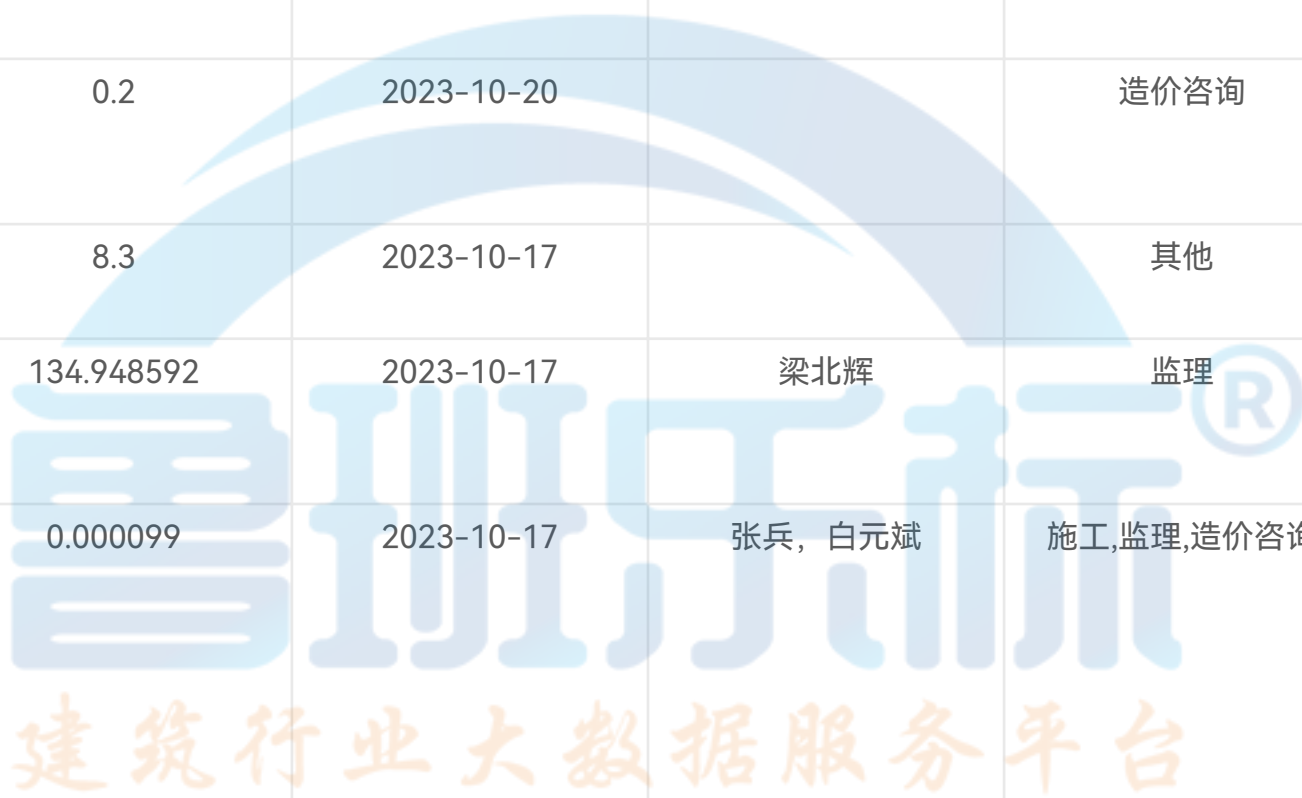 0.2 2023-10-20 造价咨询
8.3 2023-10-17 其他
134.948592 2023-10-17 梁北辉 监理
®
鲁班乐标
0.000099 2023-10-17 张兵，白元斌 施工,监理,造价咨询
建筑行业大数据服务平台